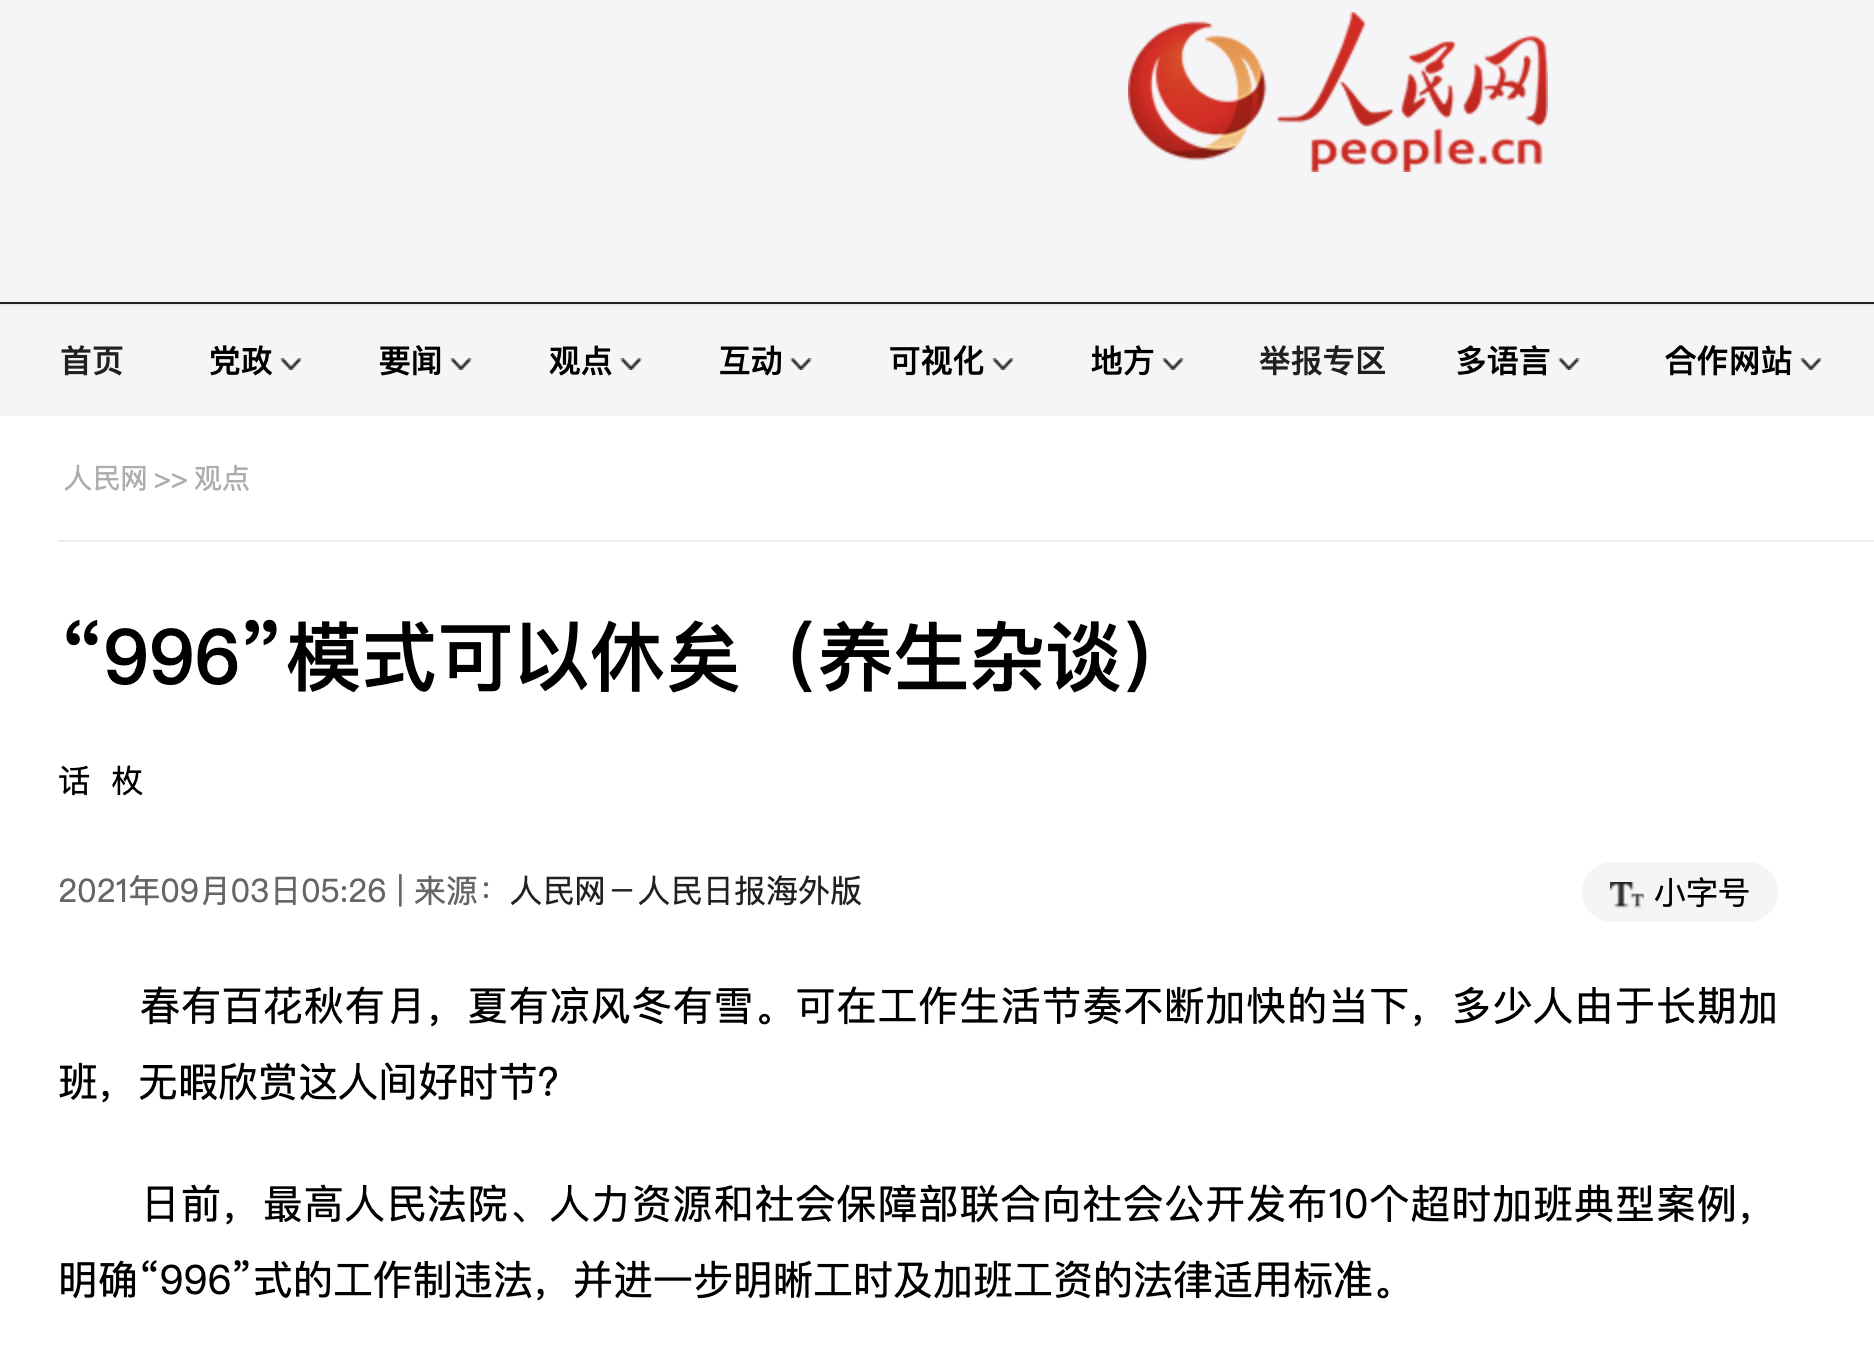 人民网
people.cn
首页 党政 要闻 观点 互动 可视化 地方 举报专区 多语言 合作网站
人民网 >> 观点
“996”模式可以休矣（养生杂谈）
话 枚
2021年09月03日05:26 | 来源：人民网－人民日报海外版
TT 小字号
春有百花秋有月，夏有凉风冬有雪。可在工作生活节奏不断加快的当下，多少人由于长期加
班，无暇欣赏这人间好时节？
日前，最高人民法院、人力资源和社会保障部联合向社会公开发布10个超时加班典型案例，
明确“996”式的工作制违法，并进一步明晰工时及加班工资的法律适用标准。